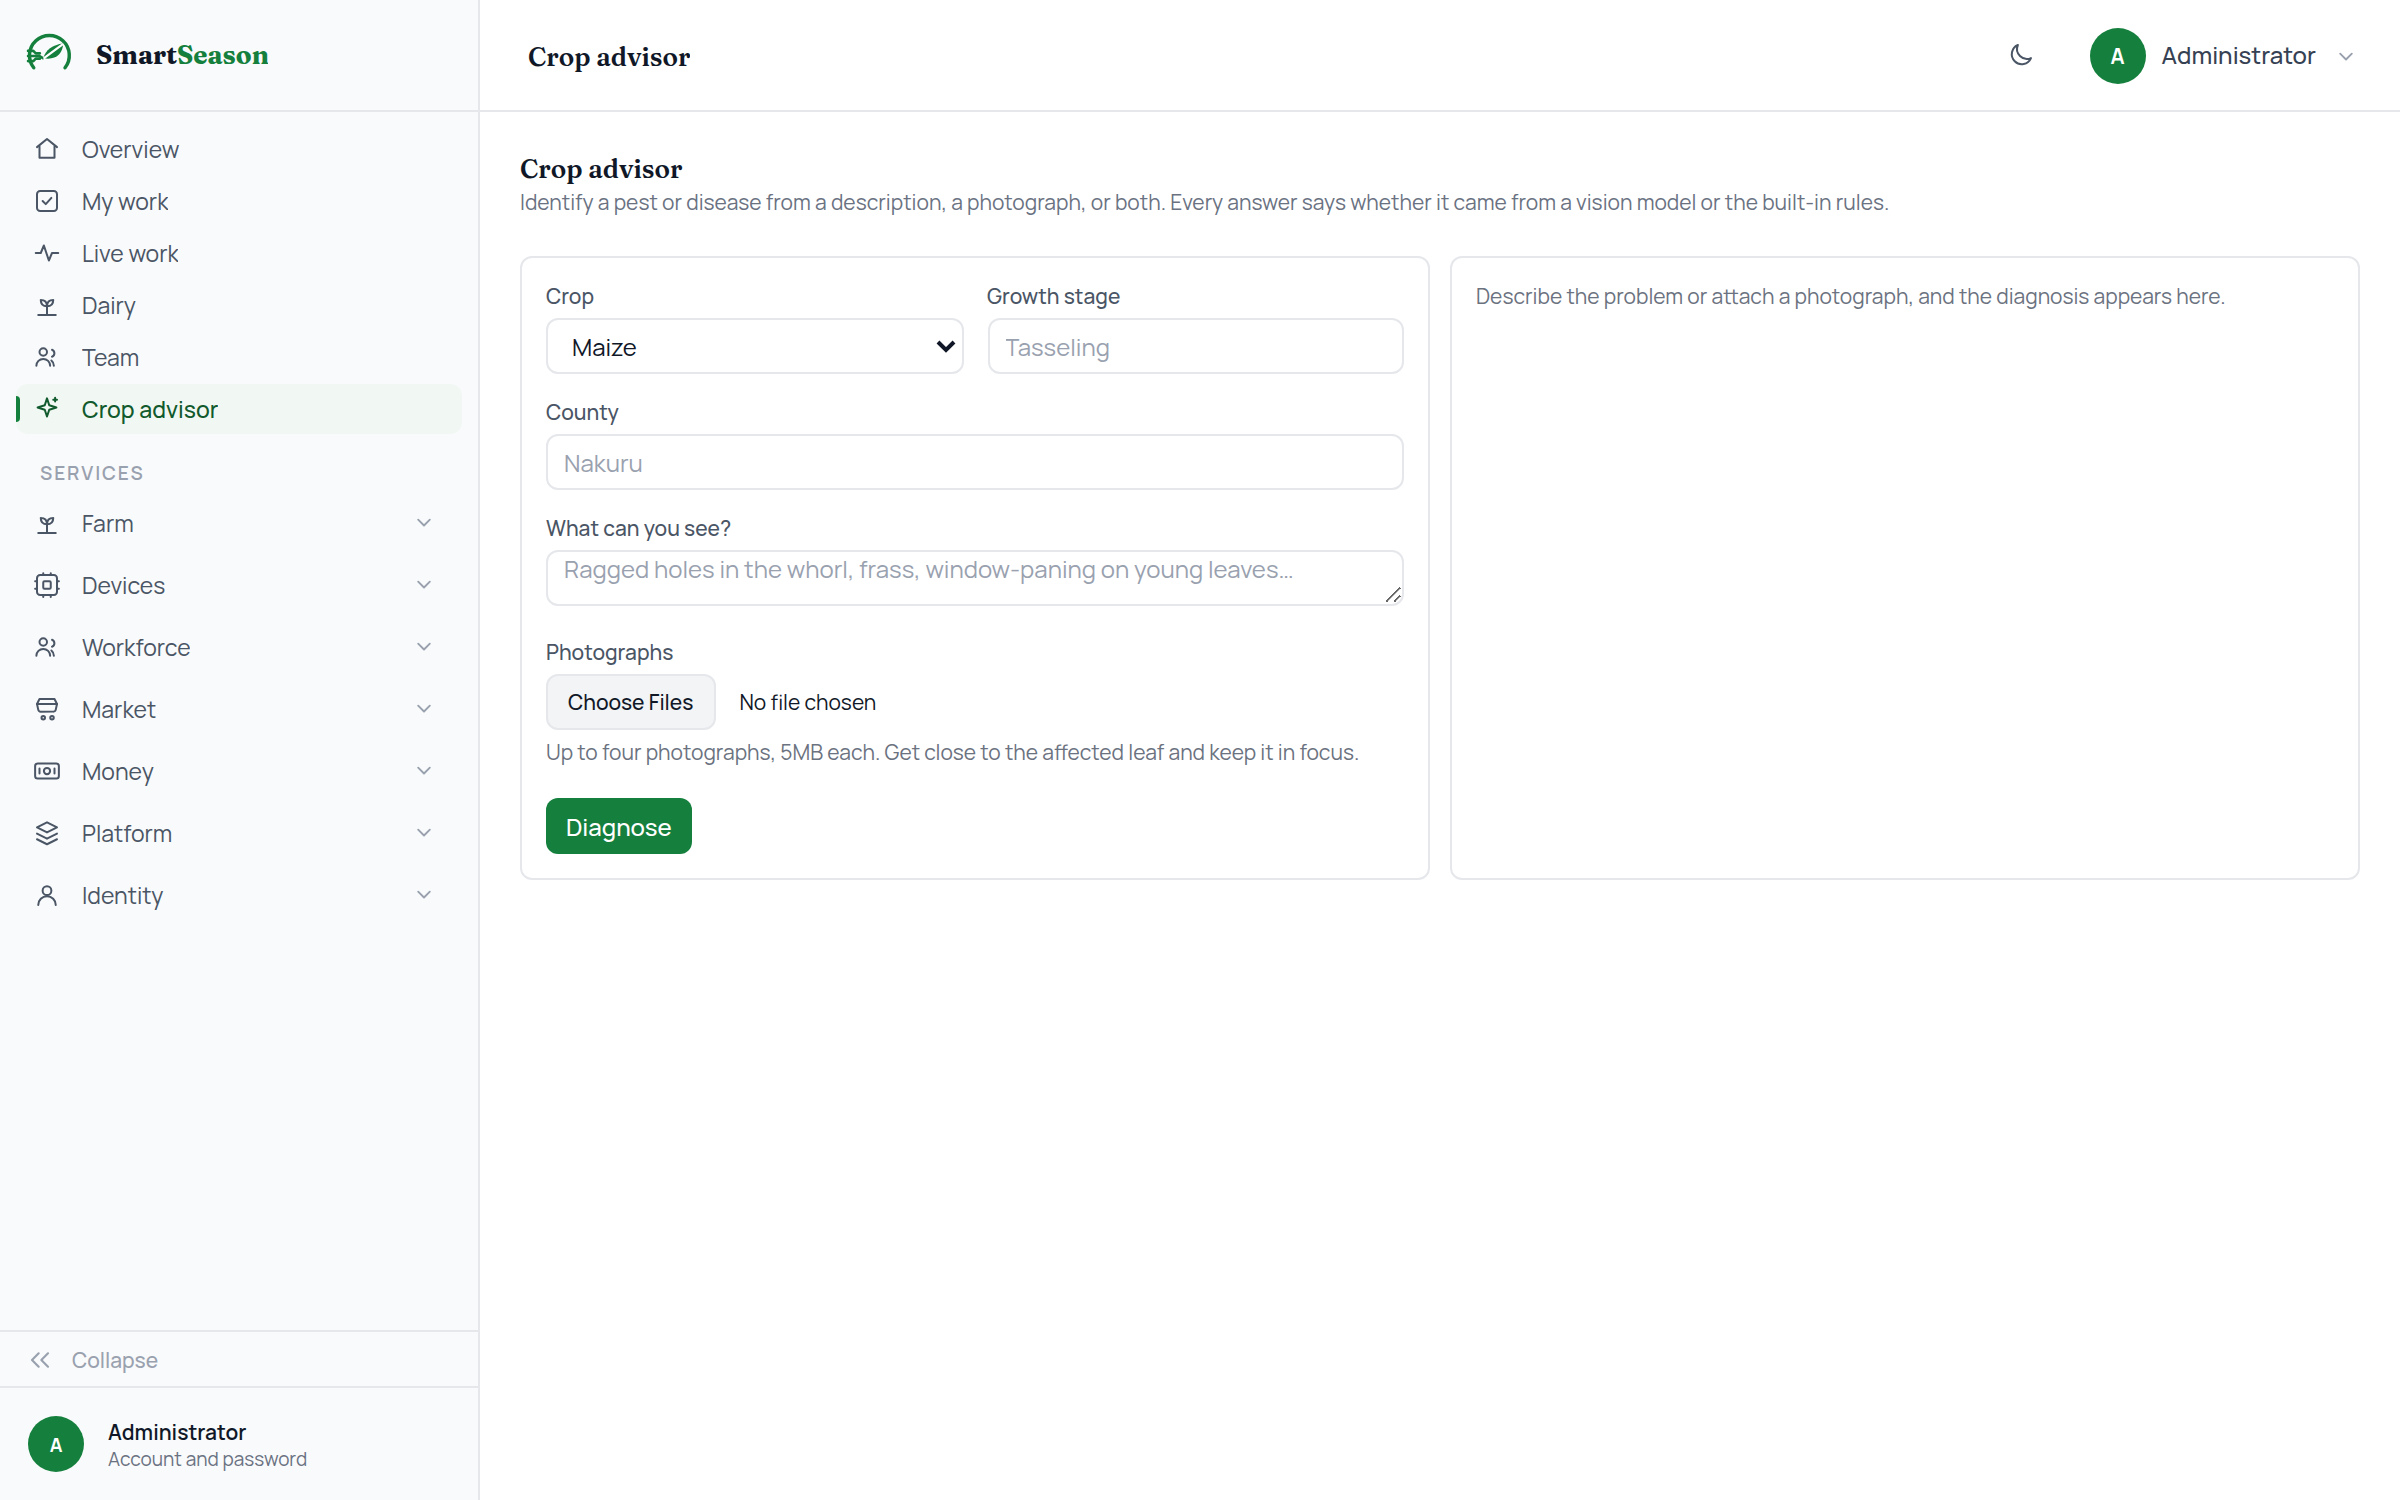 SmartSeason
Crop advisor
A
Administrator
Overview
My work
Live work
Dairy
Team
Crop advisor
SERVICES
Farm
Devices
Workforce
Market
Money
Platform
Identity
Collapse
A
Administrator
Account and password
Crop advisor
Identify a pest or disease from a description, a photograph, or both. Every answer says whether it came from a vision model or the built-in rules.
Crop
Growth stage
Maize
Tasseling
County
Nakuru
What can you see?
Ragged holes in the whorl, frass, window-paning on young leaves...
Photographs
Choose Files
No file chosen
Up to four photographs, 5MB each. Get close to the affected leaf and keep it in focus.
Diagnose
Describe the problem or attach a photograph, and the diagnosis appears here.